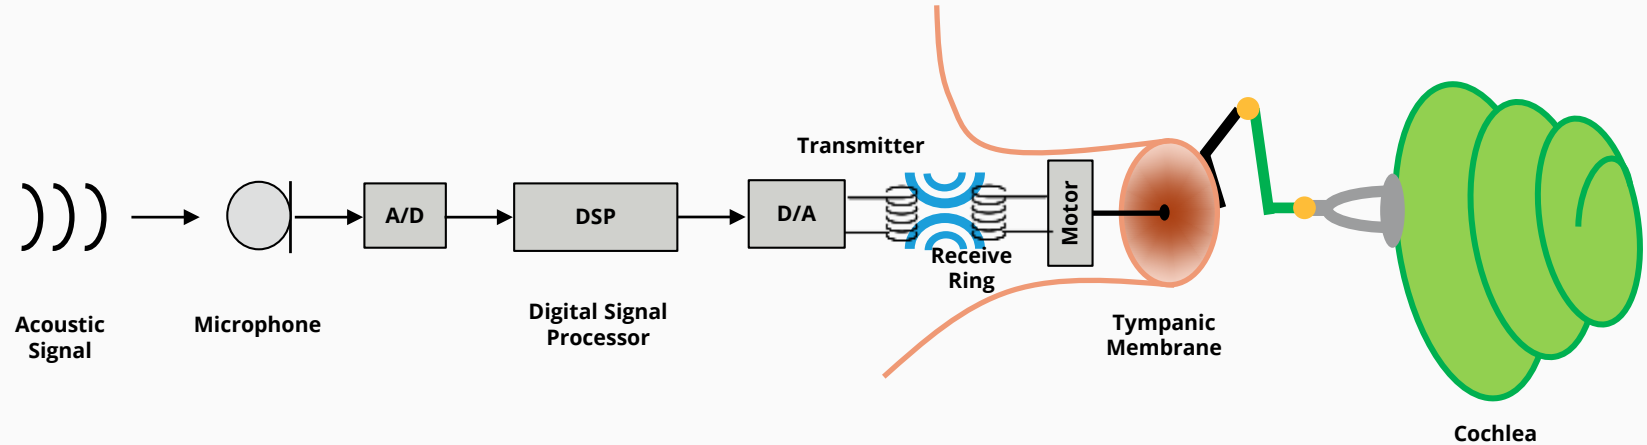 Transmitter
A/D
DSP
D/A
Motor
Receive
Ring
Acoustic
Signal
Microphone
Digital Signal
Processor
Tympanic
Membrane
Cochlea